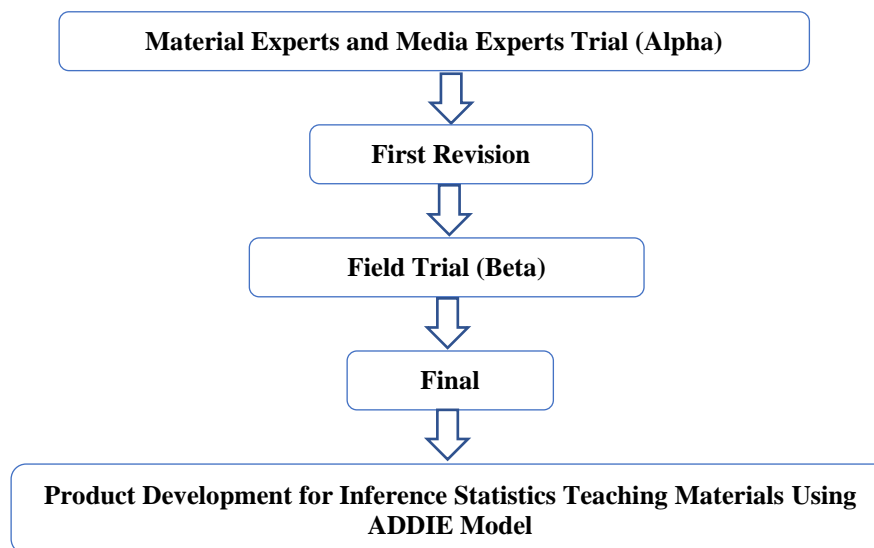 Material Experts and Media Experts Trial (Alpha)
First Revision
Field Trial (Beta)
Final
Product Development for Inference Statistics Teaching Materials Using
ADDIE Model